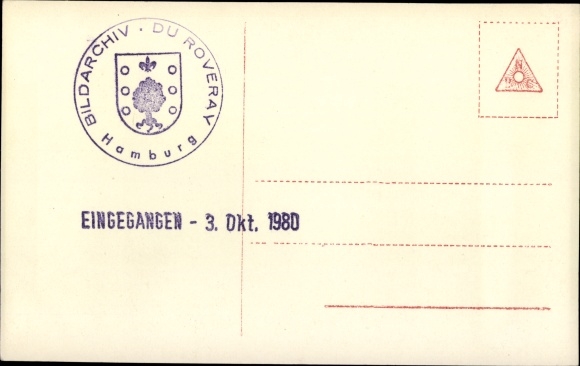 BILDARCHIV · DU ROVERAY
Hamburg
N
G
EINGEGANGEN - 3. Okt. 1980